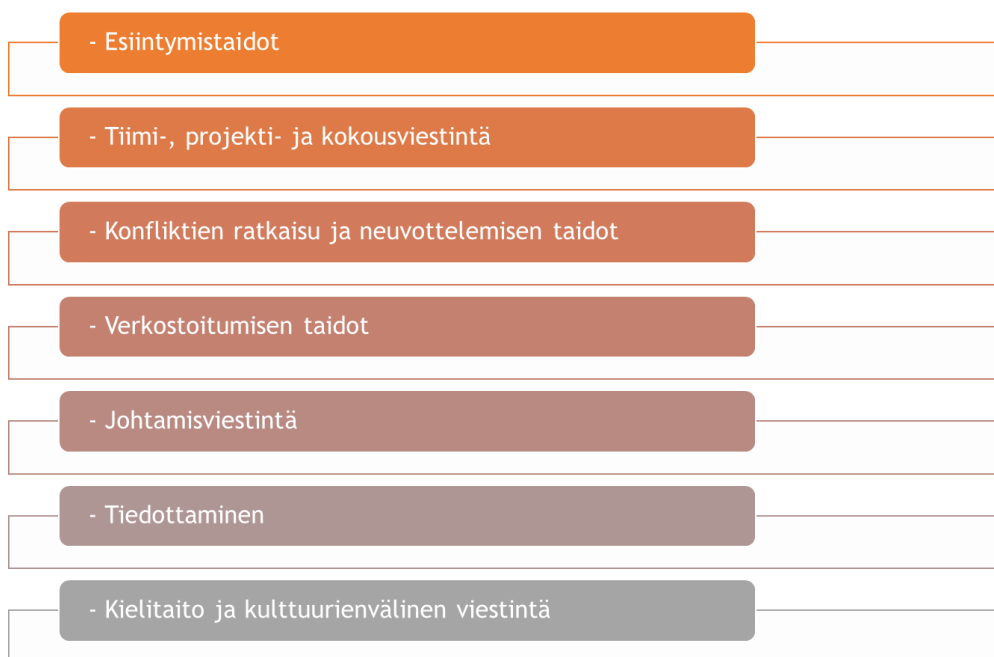 - Esiintymistaidot
- Tiimi-, projekti- ja kokousviestintä
- Konfliktien ratkaisu ja neuvottelemisen taidot
- Verkostoitumisen taidot
- Johtamisviestintä
- Tiedottaminen
- Kielitaito ja kulttuurienvälinen viestintä